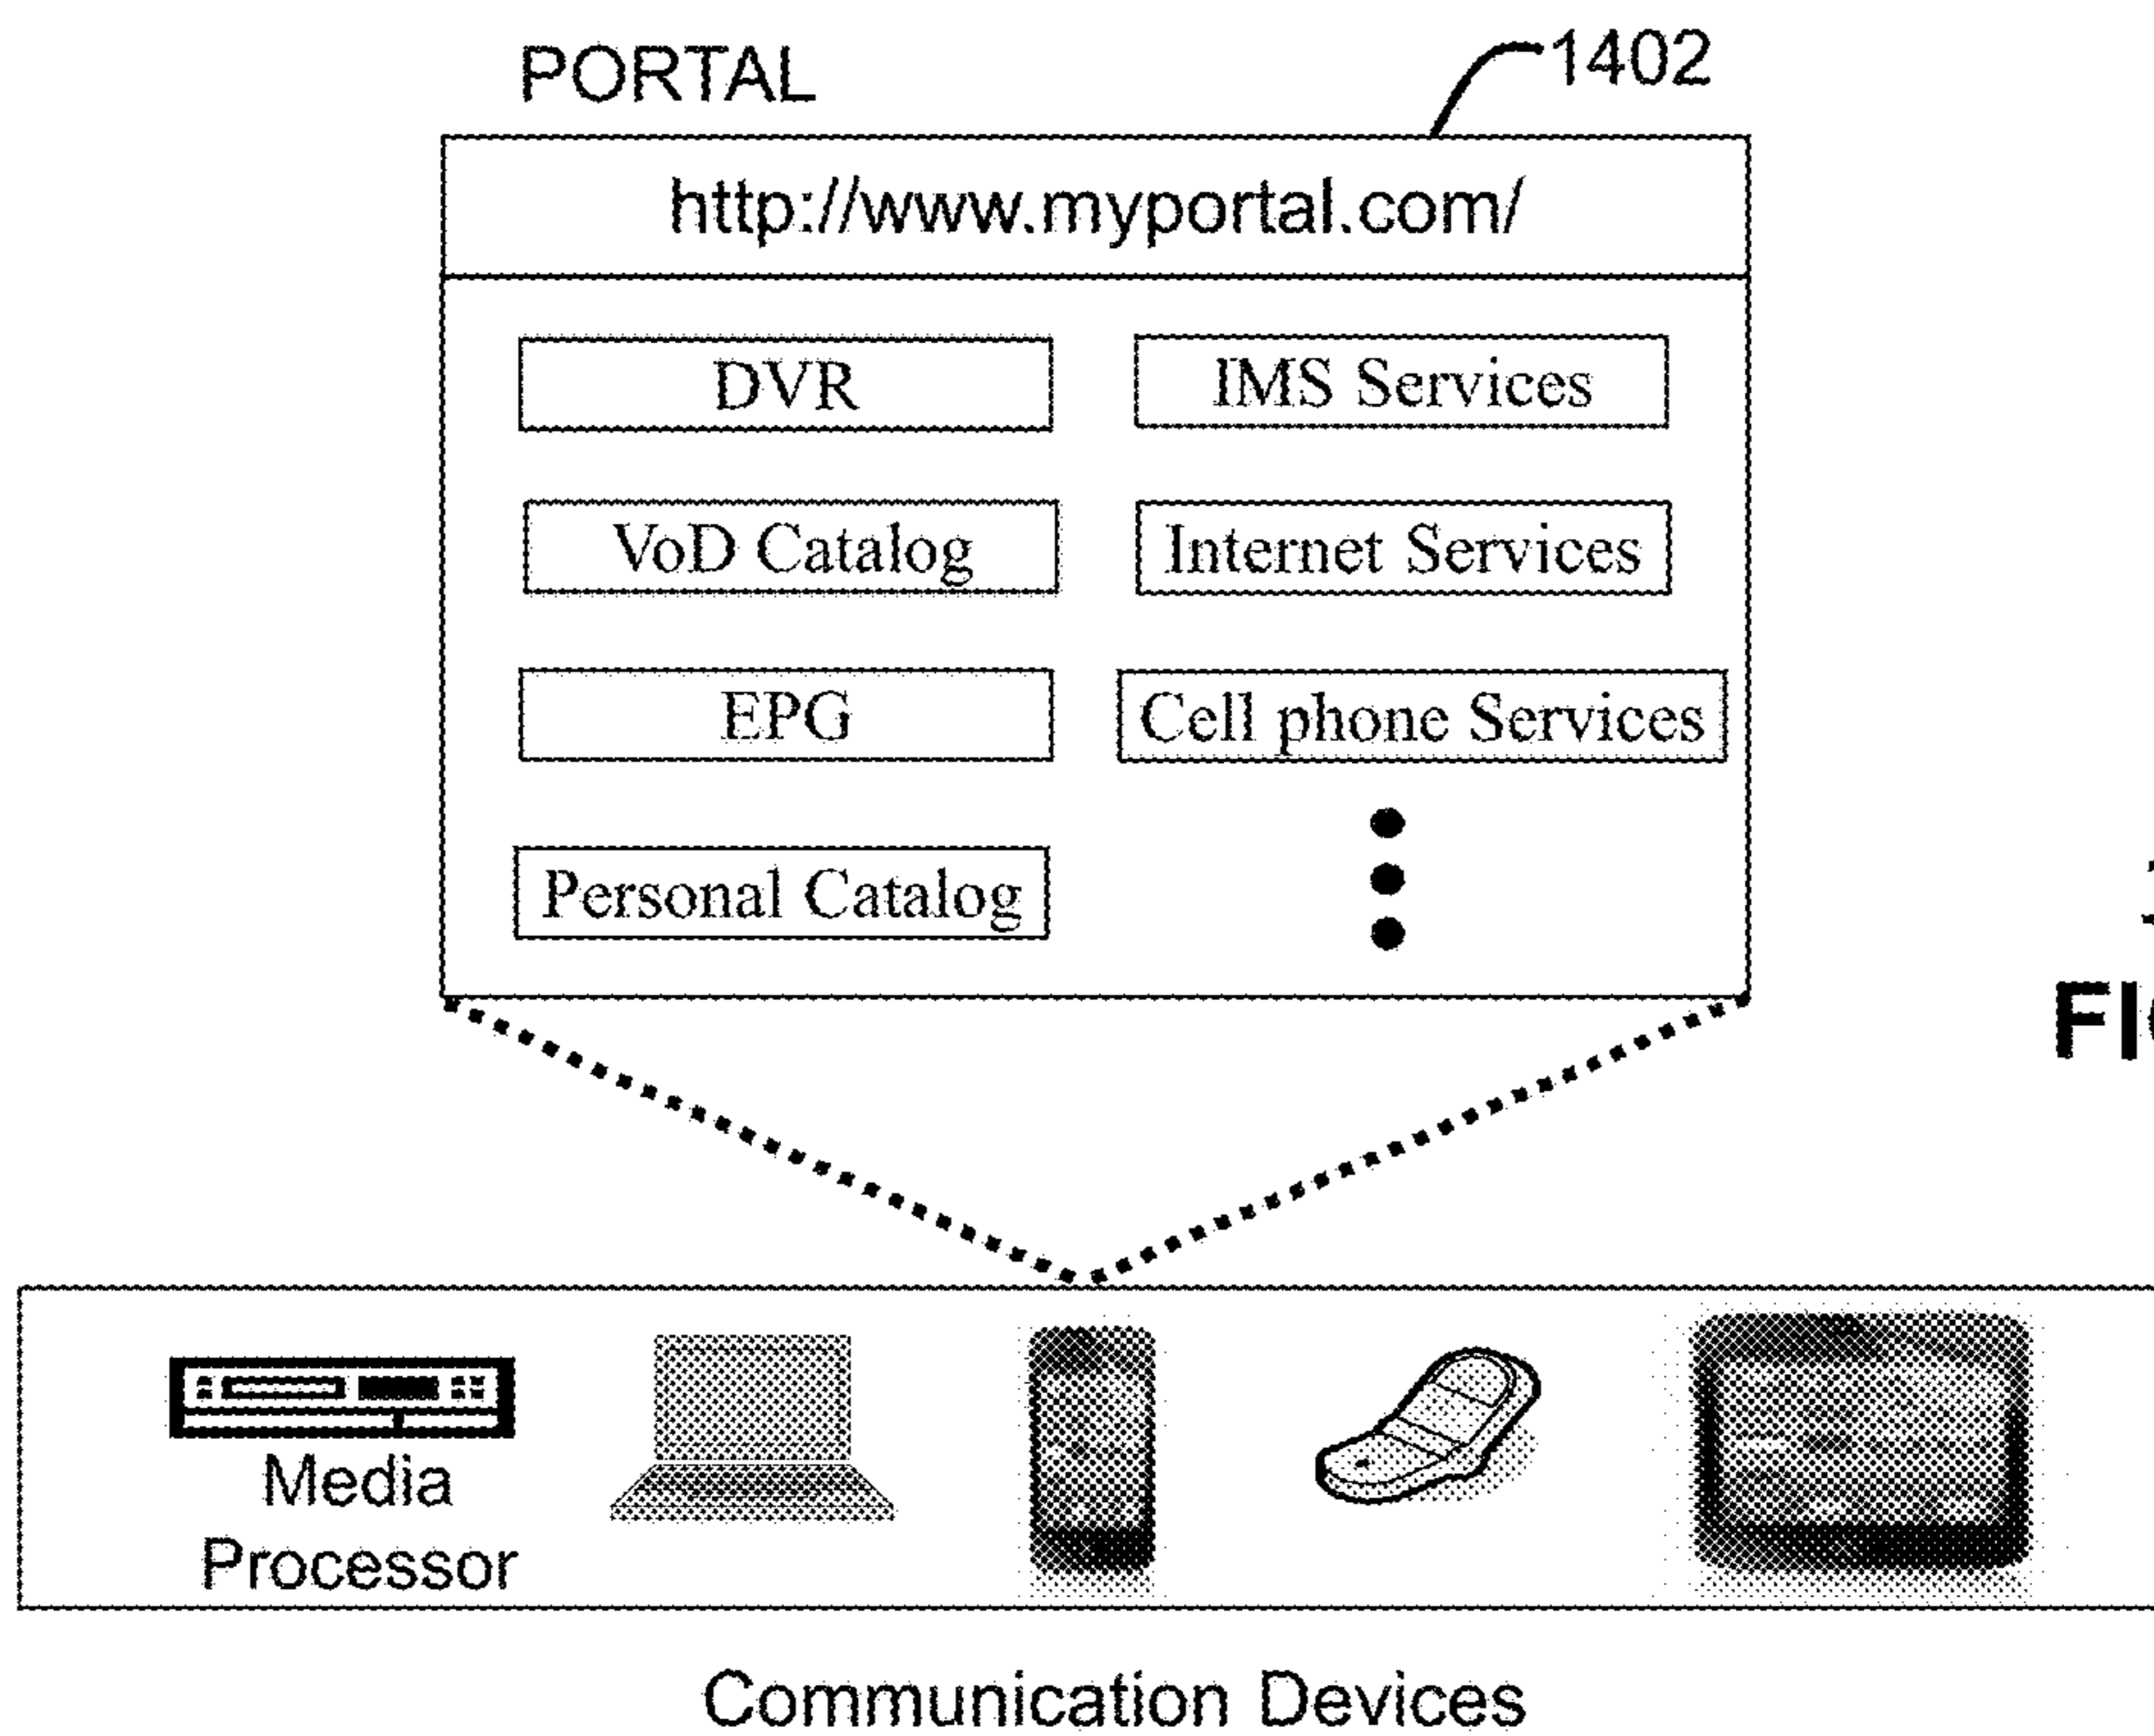 PORTAL
1402
http://www.myportal.com/
DVR
IMS Services
VoD Catalog
Internet Services
EPG
Cell phone Services
Personal Catalog
Media
Processor
Communication Devices